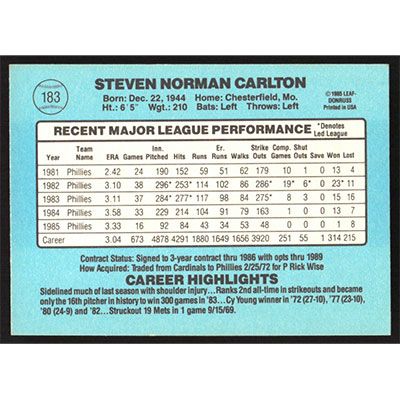 183
STEVEN NORMAN CARLTON
Born: Dec. 22, 1944 Home: Chesterfield, Mo.
Ht.: 6'5" Wgt.: 210 Bats: Left Throws: Left
© 1985 LEAF-
DONRUSS
Printed in USA
RECENT MAJOR LEAGUE PERFORMANCE *Denotes Led League
Year Team Name ERA Games Inn. Pitched Hits Runs Er. Runs Walks Strike Outs Comp. Games Shut Outs Save Won Lost
1981 Phillies 2.42 24 190 152 59 51 62 179 10 1 0 13 4
1982 Phillies 3.10 38 296* 253* 114 102 86 286* 19* 6* 0 23* 11
1983 Phillies 3.11 37 284* 277* 117 98 84 275* 8 3 0 15 16
1984 Phillies 3.58 33 229 214 104 91 79 163 1 0 0 13 7
1985 Phillies 3.33 16 92 84 43 34 53 48 0 0 0 1 8
Career 3.04 673 4878 4291 1880 1649 1656 3920 251 55 1 314 215
Contract Status: Signed to 3-year contract thru 1986 with opts thru 1989
How Acquired: Traded from Cardinals to Phillies 2/25/72 for P Rick Wise
CAREER HIGHLIGHTS
Sidelined much of last season with shoulder injury...Ranks 2nd all-time in strikeouts and became
only the 16th pitcher in history to win 300 games in '83...Cy Young winner in '72 (27-10), '77 (23-10),
'80 (24-9) and '82...Struckout 19 Mets in 1 game 9/15/69